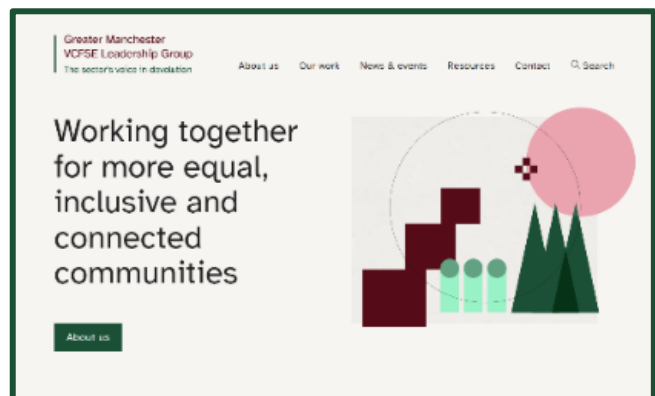 Greater Manchester
VCFSE Leadership Group
The sector's voice in devolution
About us Our work News & events Resources Contact Search
Working together
for more equal,
inclusive and
connected
communities
About us